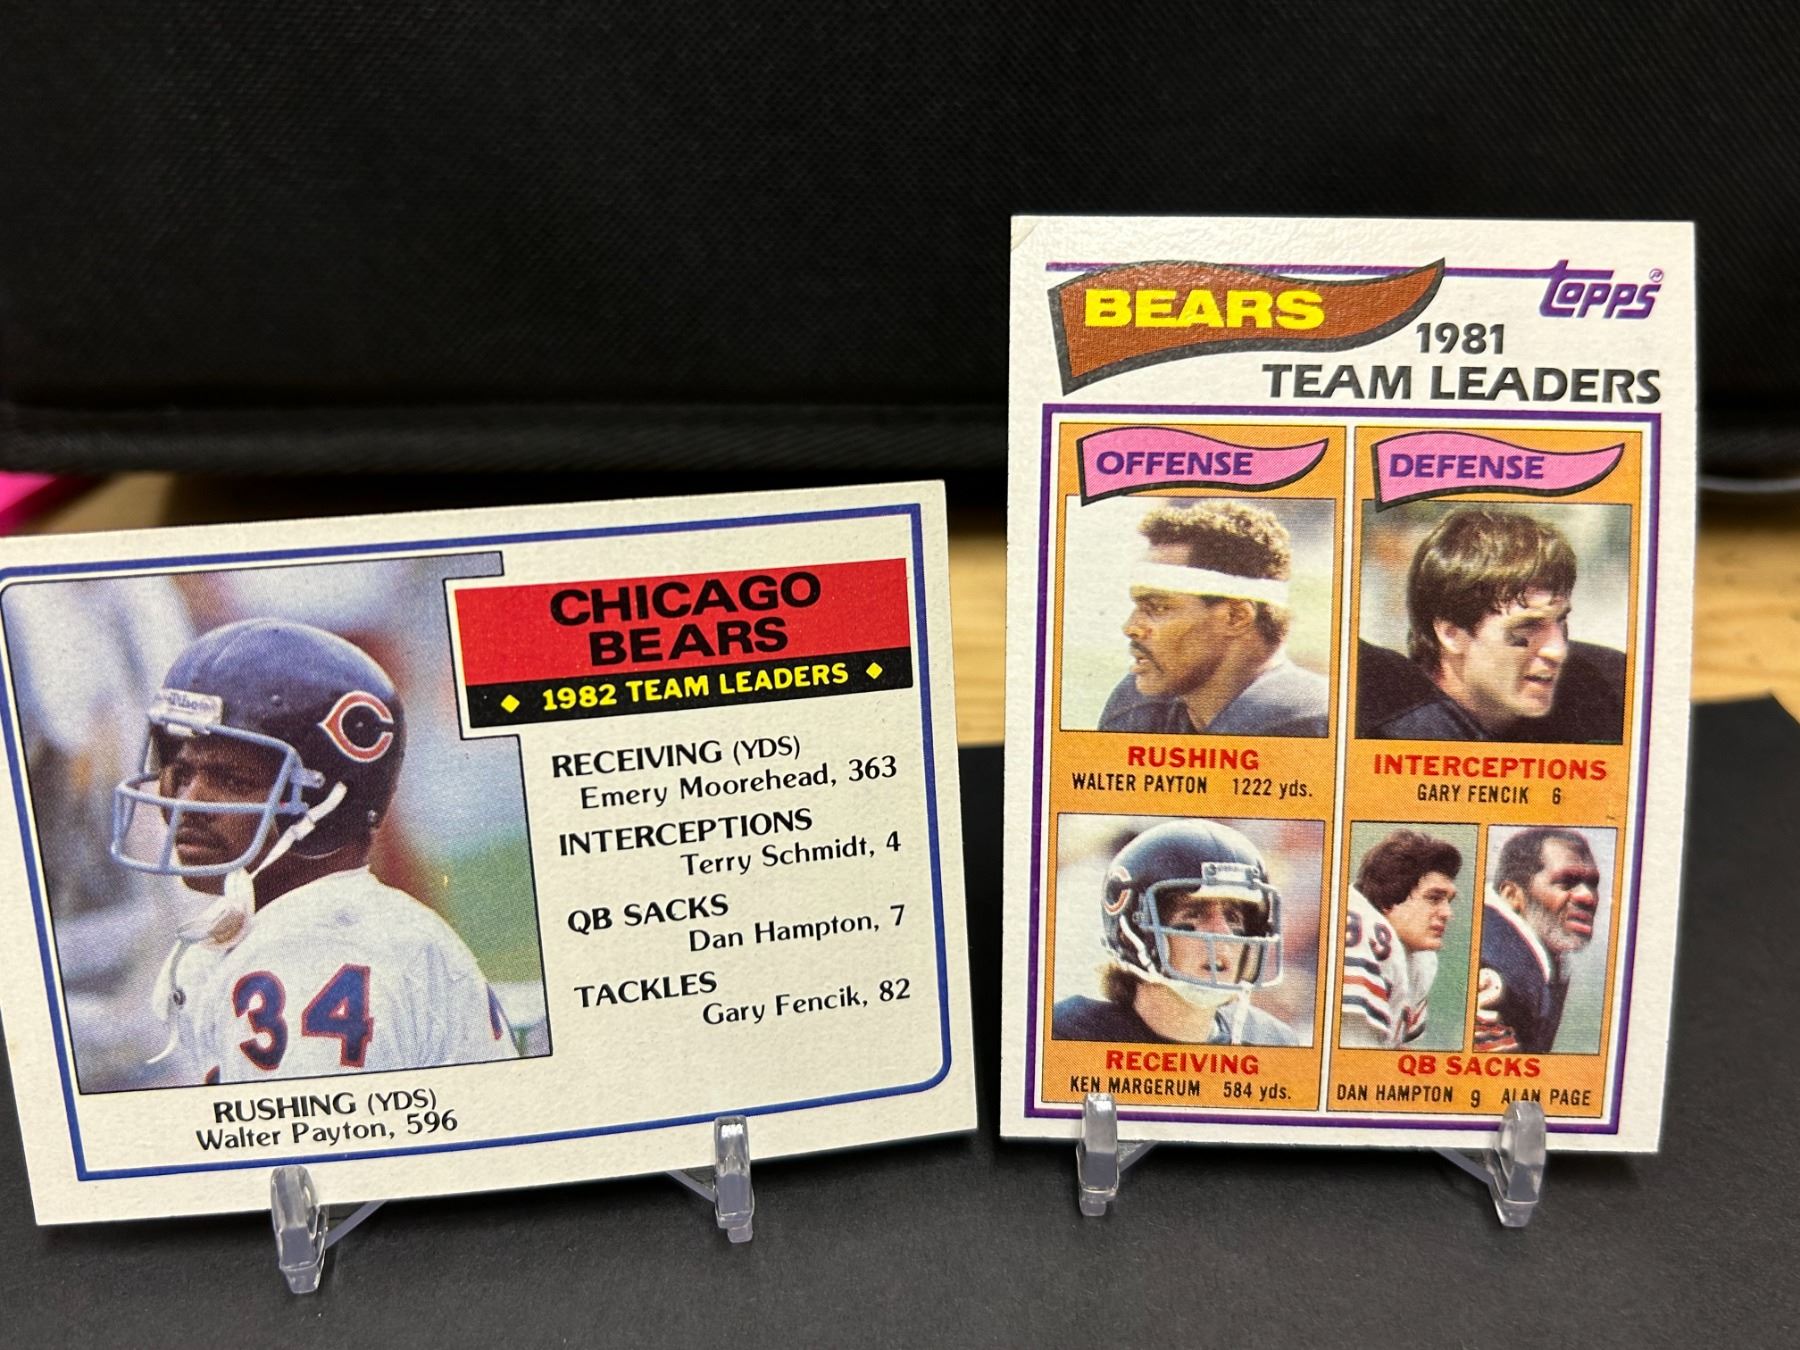 CHICAGO
BEARS
1982 TEAM LEADERS
RECEIVING (YDS)
Emery Moorehead, 363
INTERCEPTIONS
Terry Schmidt, 4
QB SACKS
Dan Hampton, 7
TACKLES
Gary Fencik, 82
34
RUSHING (YDS)
Walter Payton, 596
BEARS
topps
1981
TEAM LEADERS
OFFENSE
DEFENSE
RUSHING
WALTER PAYTON 1222 yds.
INTERCEPTIONS
GARY FENCIK 6
RECEIVING
KEN MARGERUM 584 yds.
QB SACKS
DAN HAMPTON 9 ALAN PAGE